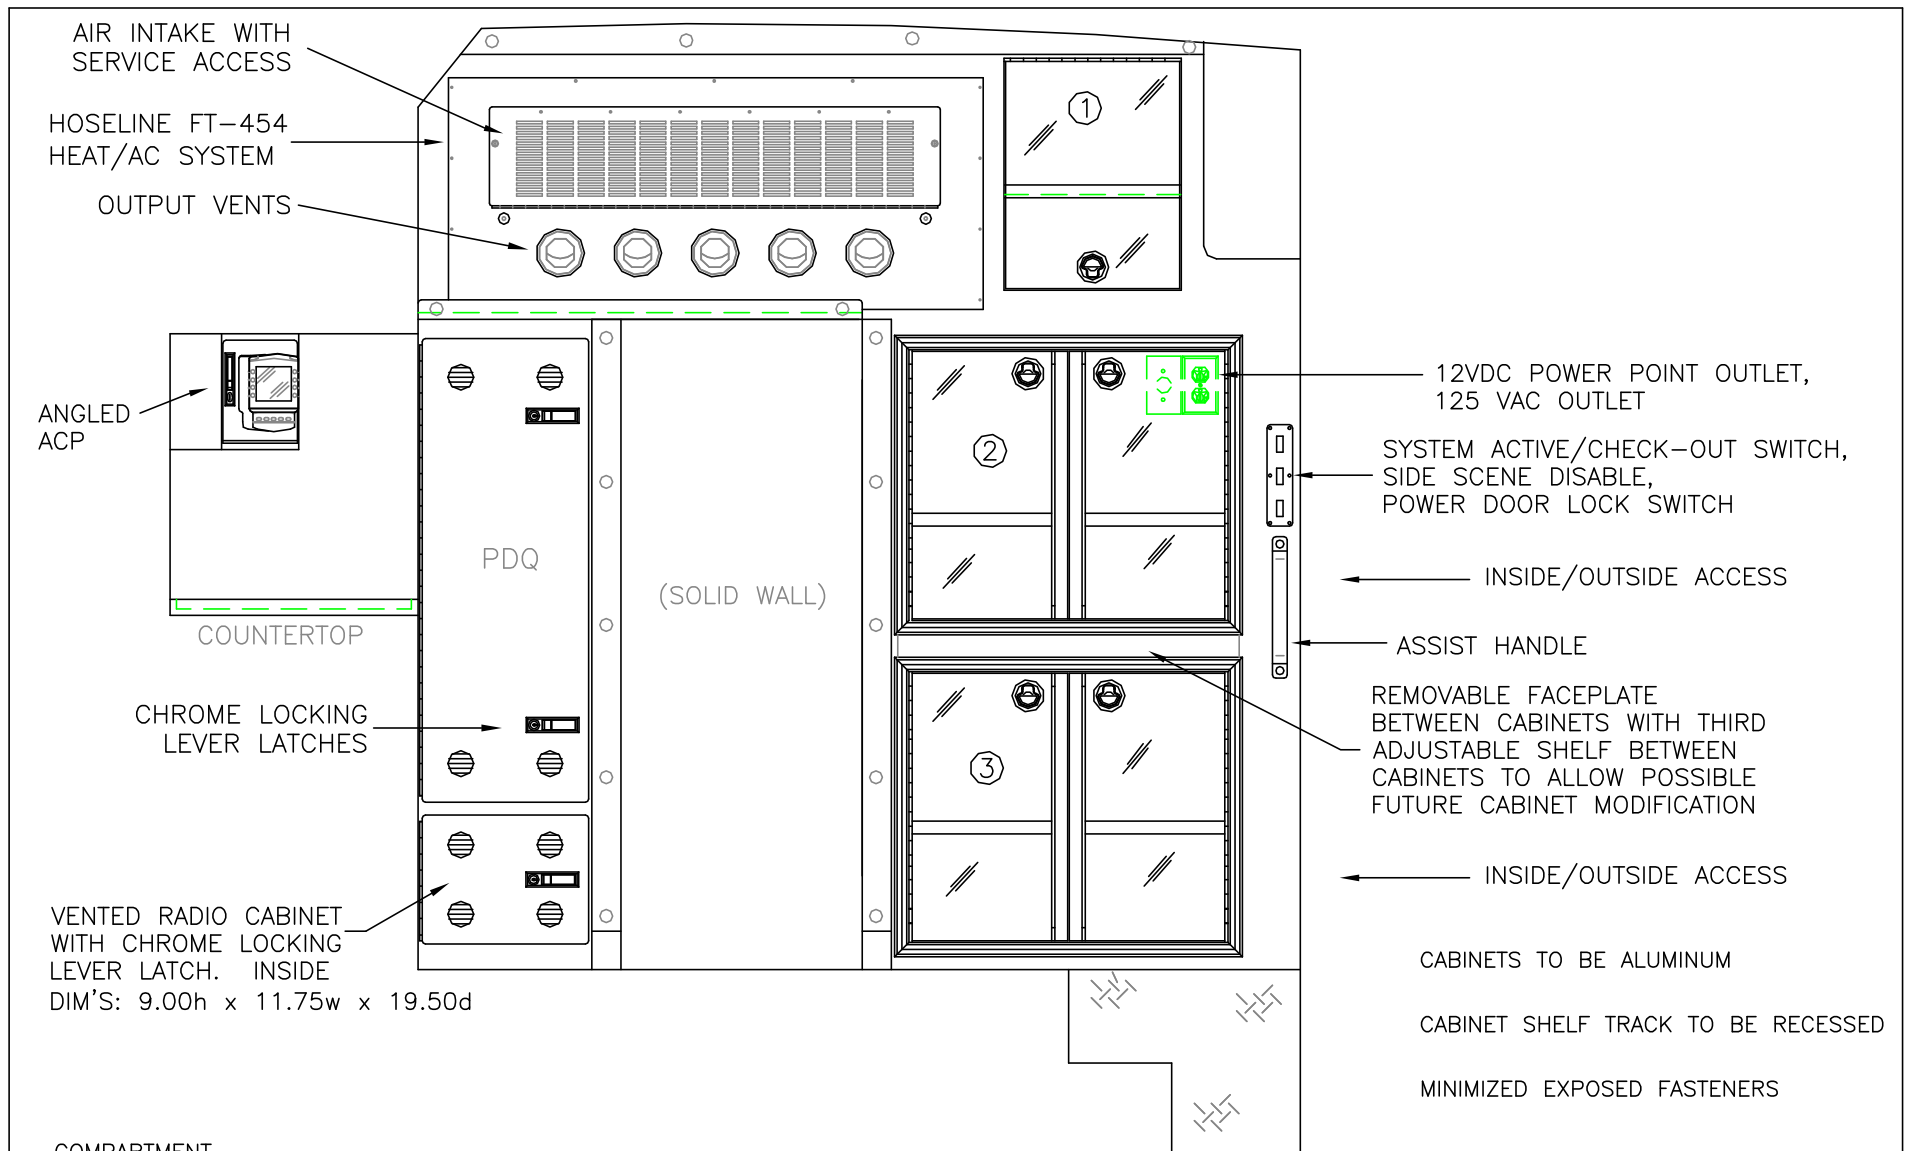 AIR INTAKE WITH
SERVICE ACCESS
HOSELINE FT-454
HEAT/AC SYSTEM
OUTPUT VENTS
1
ANGLED
ACP
COUNTERTOP
PDQ
(SOLID WALL)
2
3
CHROME LOCKING
LEVER LATCHES
VENTED RADIO CABINET
WITH CHROME LOCKING
LEVER LATCH. INSIDE
DIM'S: 9.00h x 11.75w x 19.50d
12VDC POWER POINT OUTLET,
125 VAC OUTLET
SYSTEM ACTIVE/CHECK-OUT SWITCH,
SIDE SCENE DISABLE,
POWER DOOR LOCK SWITCH
INSIDE/OUTSIDE ACCESS
ASSIST HANDLE
REMOVABLE FACEPLATE
BETWEEN CABINETS WITH THIRD
ADJUSTABLE SHELF BETWEEN
CABINETS TO ALLOW POSSIBLE
FUTURE CABINET MODIFICATION
INSIDE/OUTSIDE ACCESS
CABINETS TO BE ALUMINUM
CABINET SHELF TRACK TO BE RECESSED
MINIMIZED EXPOSED FASTENERS
COMPARTMENT